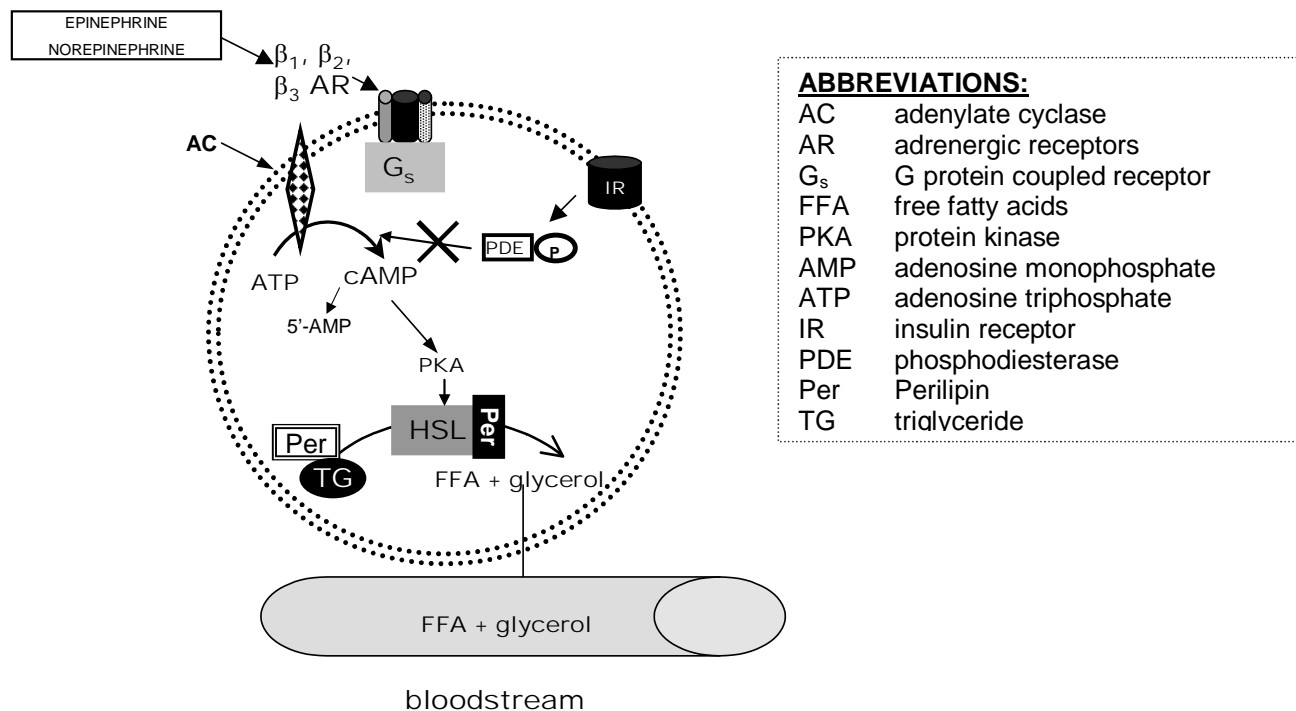 EPINEPHRINE
NOREPINEPHRINE
β1, β2,
β3 AR
AC
Gs
IR
PDE
P
ATP
cAMP
5’-AMP
PKA
Per
TG
HSL
Per
FFA + glycerol
FFA + glycerol
bloodstream
ABBREVIATIONS:
AC adenylate cyclase
AR adrenergic receptors
Gs G protein coupled receptor
FFA free fatty acids
PKA protein kinase
AMP adenosine monophosphate
ATP adenosine triphosphate
IR insulin receptor
PDE phosphodiesterase
Per Perilipin
TG triglyceride